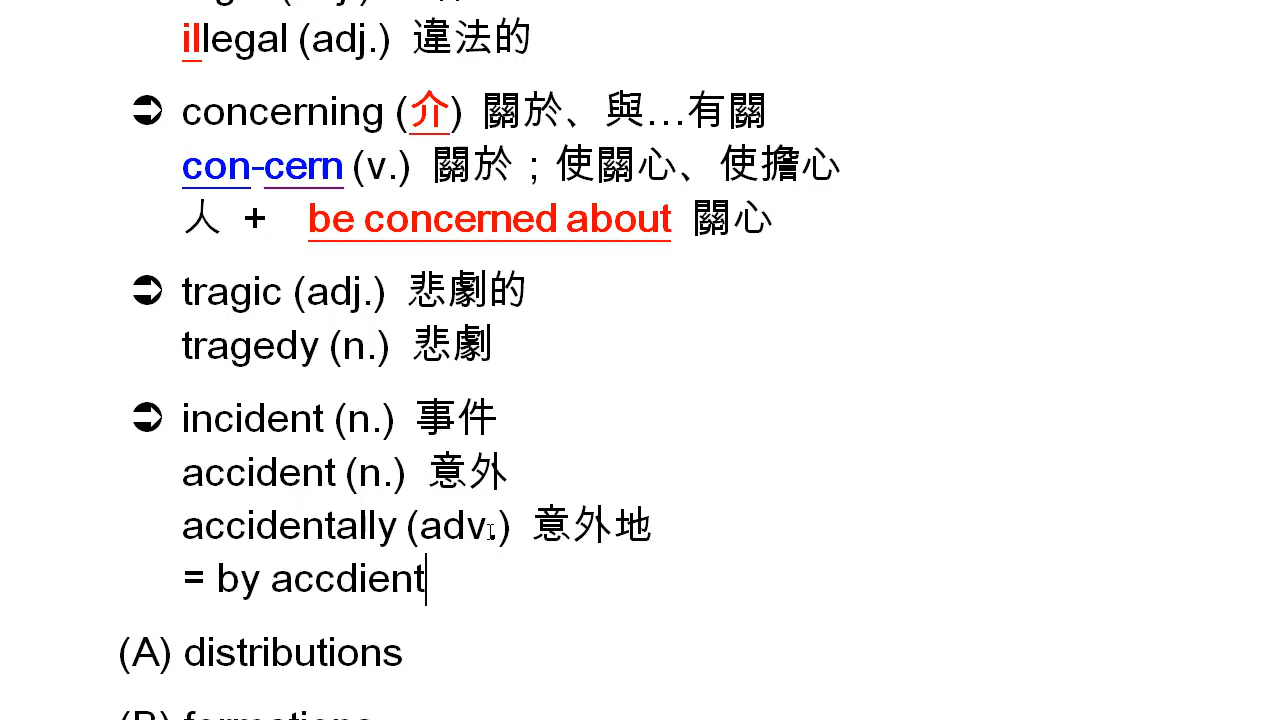 illegal (adj.) 違法的
➲ concerning (介) 關於、與…有關
con-cern (v.) 關於；使關心、使擔心
人 + be concerned about 關心
➲ tragic (adj.) 悲劇的
tragedy (n.) 悲劇
➲ incident (n.) 事件
accident (n.) 意外
accidentally (adv.) 意外地
= by accdient
(A) distributions